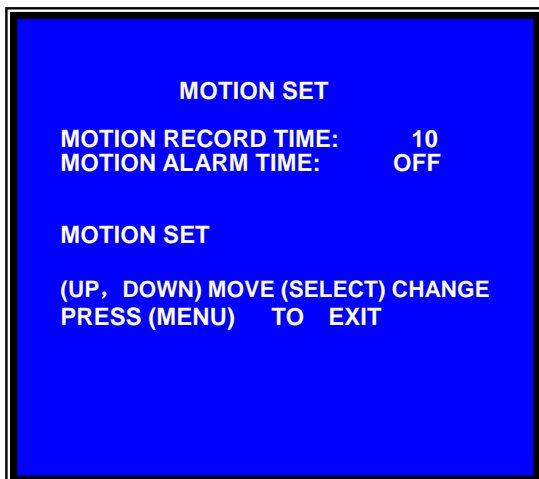 MOTION SET
MOTION RECORD TIME: 10
MOTION ALARM TIME: OFF
MOTION SET
(UP，DOWN) MOVE (SELECT) CHANGE
PRESS (MENU) TO EXIT